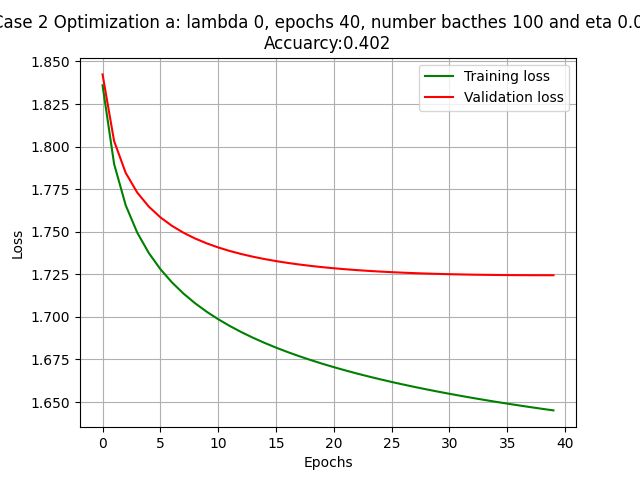 Case 2 Optimization a: lambda 0, epochs 40, number bacthes 100 and eta 0.0
Accuarcy:0.402
1.850
Training loss
Validation loss
1.825
1.800
1.775
1.750
1.725
1.700
1.675
1.650
Loss
0 5 10 15 20 25 30 35 40
Epochs